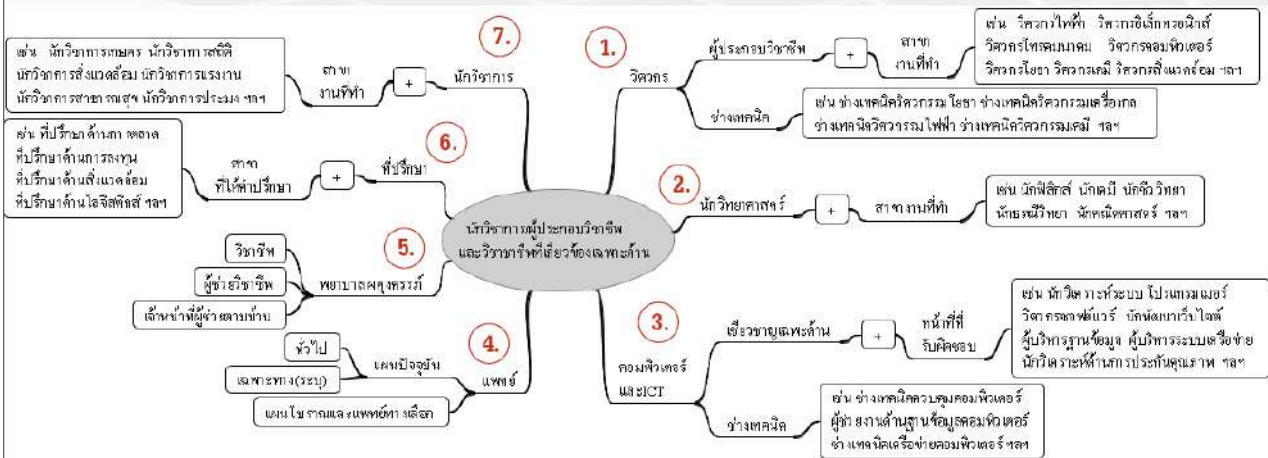 1.
วิศวกร
ผู้ประกอบวิชาชีพ
+
สาขา
งานที่ทำ
เช่น วิศวกรไฟฟ้า วิศวกรอิเล็กทรอนิกส์
วิศวกรโทรคมนาคม วิศวกรคอมพิวเตอร์
วิศวกรโยธา วิศวกรเคมี วิศวกรสิ่งแวดล้อม ฯลฯ
ช่างเทคนิค
เช่น ช่างเทคนิควิศวกรรมโยธา ช่างเทคนิควิศวกรรมเครื่องกล
ช่างเทคนิควิศวกรรมไฟฟ้า ช่างเทคนิควิศวกรรมเคมี ฯลฯ
2.
นักวิทยาศาสตร์
+
สาขางานที่ทำ
เช่น นักฟิสิกส์ นักเคมี นักชีววิทยา
นักธรณีวิทยา นักคณิตศาสตร์ ฯลฯ
นักวิชาการผู้ประกอบวิชาชีพ
และวิชาชีพที่เกี่ยวข้องเฉพาะด้าน
3.
คอมพิวเตอร์
และICT
เชี่ยวชาญเฉพาะด้าน
+
หน้าที่ที่
รับผิดชอบ
เช่น นักวิเคราะห์ระบบ โปรแกรมเมอร์
วิศวกรซอฟต์แวร์ นักพัฒนาเว็บไซต์
ผู้บริหารฐานข้อมูล ผู้บริหารระบบเครือข่าย
นักวิเคราะห์ด้านการประกันคุณภาพ ฯลฯ
ช่างเทคนิค
เช่น ช่างเทคนิคควบคุมคอมพิวเตอร์
ผู้ช่วยงานด้านฐานข้อมูลคอมพิวเตอร์
ช่างเทคนิคเครือข่ายคอมพิวเตอร์ ฯลฯ
4.
แพทย์
แผนปัจจุบัน
ทั่วไป
เฉพาะทาง(ระบุ)
แผนโบราณและแพทย์ทางเลือก
5.
พยาบาลผดุงครรภ์
วิชาชีพ
ผู้ช่วยวิชาชีพ
เจ้าหน้าที่ผู้ช่วยตามบ้าน
6.
ที่ปรึกษา
+
สาขา
ที่ให้คำปรึกษา
เช่น ที่ปรึกษาด้านการตลาด
ที่ปรึกษาด้านการลงทุน
ที่ปรึกษาด้านสิ่งแวดล้อม
ที่ปรึกษาด้านโลจิสติกส์ ฯลฯ
7.
นักวิชาการ
+
สาขา
งานที่ทำ
เช่น นักวิชาการเกษตร นักวิชาการสถิติ
นักวิชาการสิ่งแวดล้อม นักวิชาการแรงงาน
นักวิชาการสาธารณสุข นักวิชาการประมง ฯลฯ